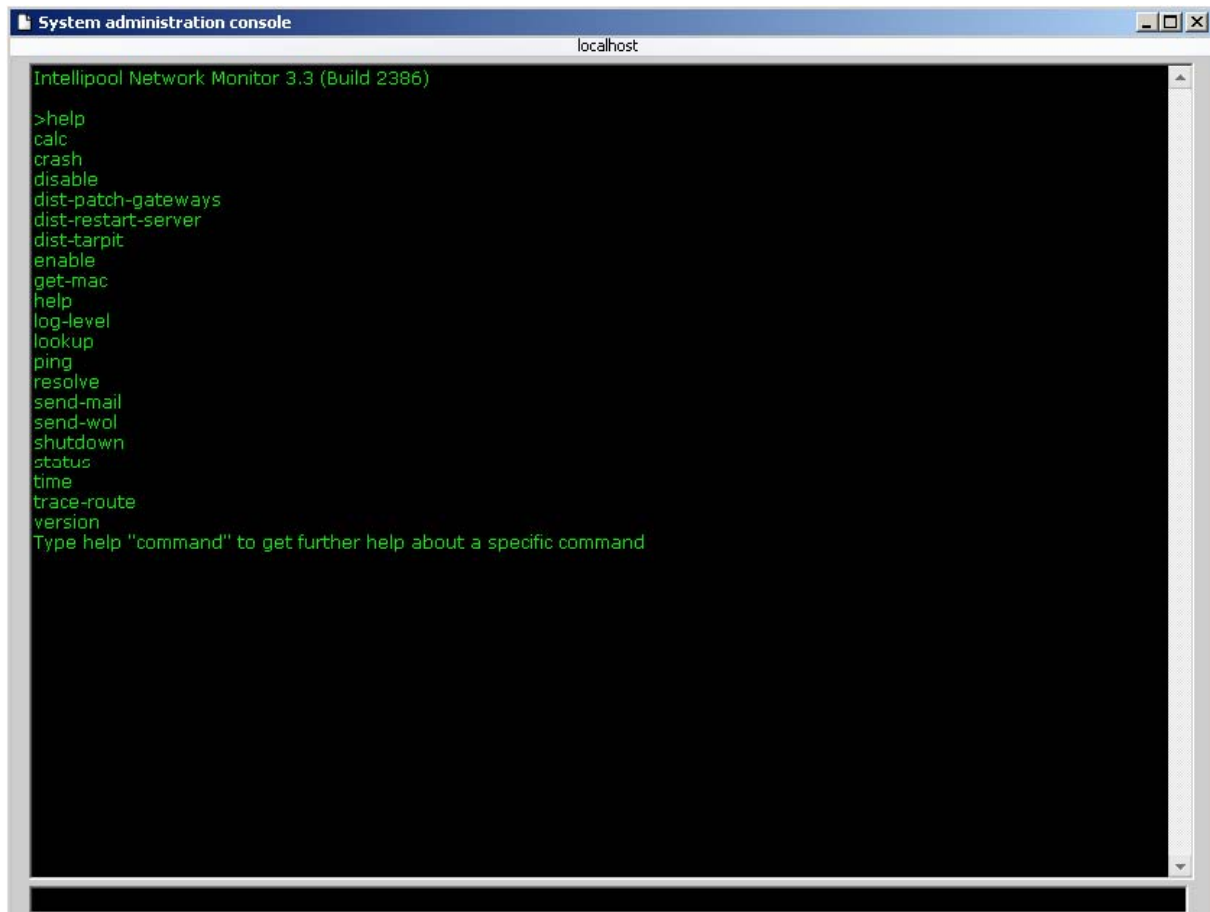 System administration console
localhost
Intellipool Network Monitor 3.3 (Build 2386)
>help
calc
crash
disable
dist-patch-gateways
dist-restart-server
dist-tarpit
enable
get-mac
help
log-level
lookup
ping
resolve
send-mail
send-wol
shutdown
status
time
trace-route
version
Type help "command" to get further help about a specific command